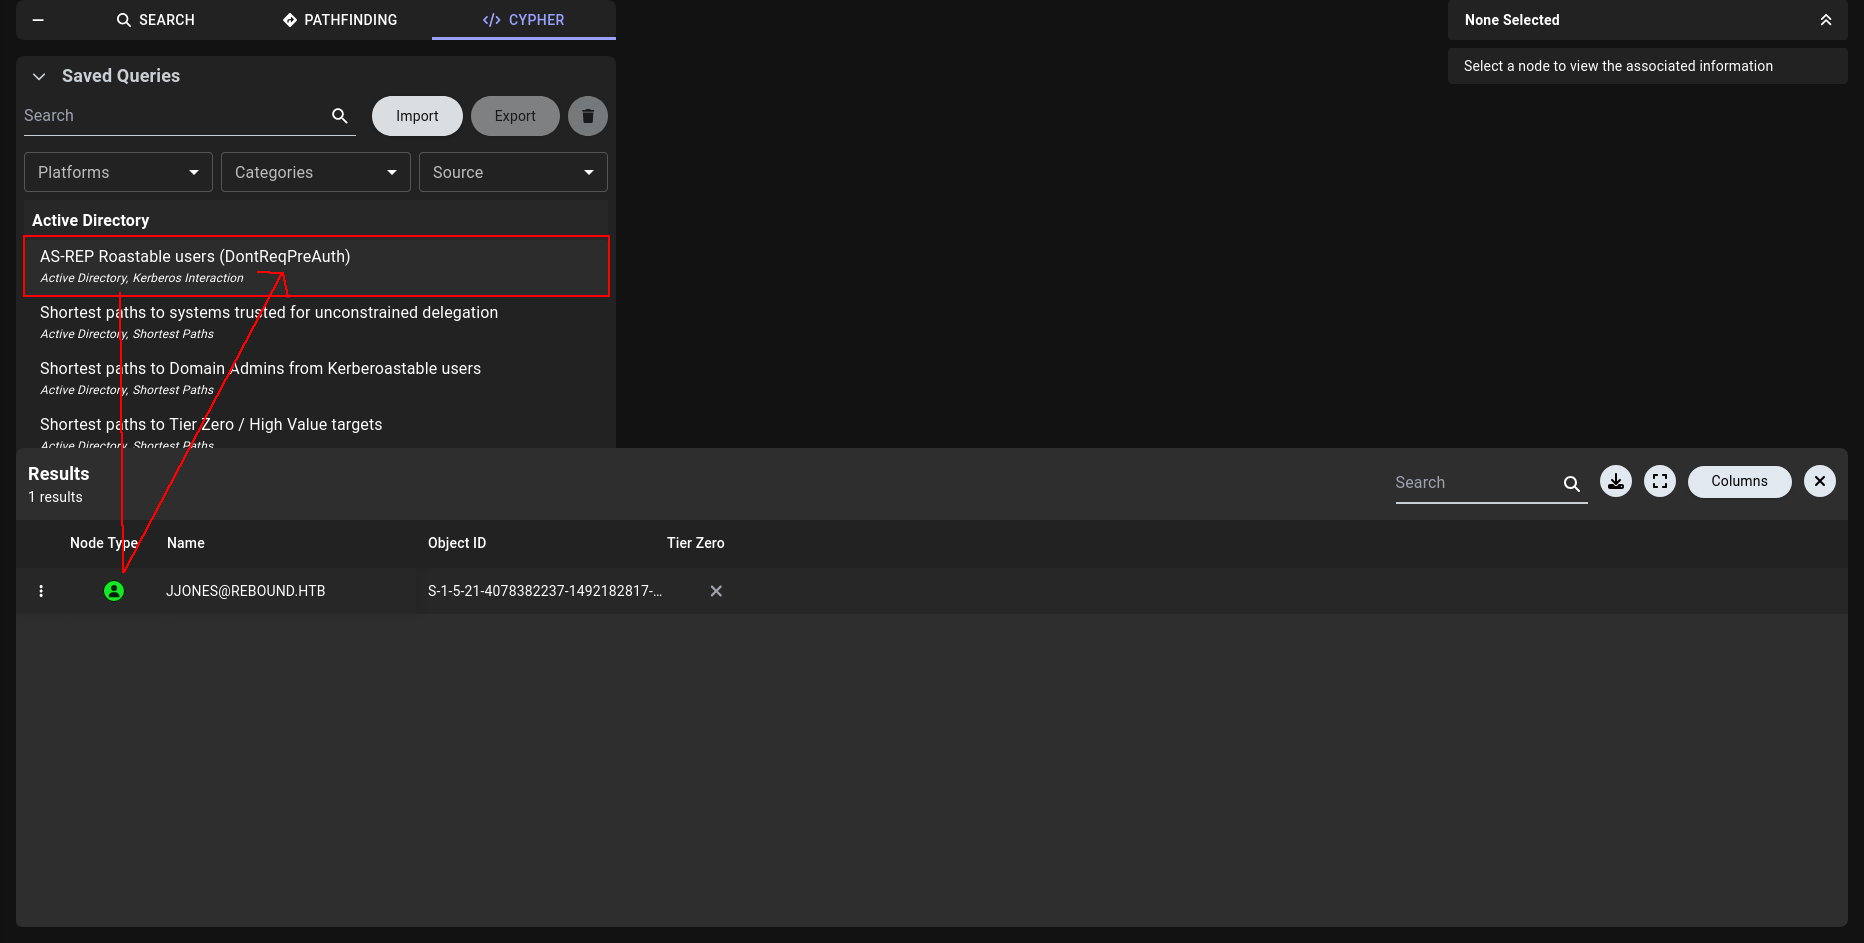 SEARCH
PATHFINDING
</> CYPHER
None Selected
Saved Queries
Select a node to view the associated information
Search
Import
Export
Platforms
Categories
Source
Active Directory
AS-REP Roastable users (DontReqPreAuth)
Active Directory, Kerberos Interaction
Shortest paths to systems trusted for unconstrained delegation
Active Directory, Shortest Paths
Shortest paths to Domain Admins from Kerberoastable users
Active Directory, Shortest Paths
Shortest paths to Tier Zero / High Value targets
Active Directory, Shortest Paths
Results
1 results
Search
Columns
Node Type Name Object ID Tier Zero
JJONES@REBOUND.HTB S-1-5-21-4078382237-1492182817-...